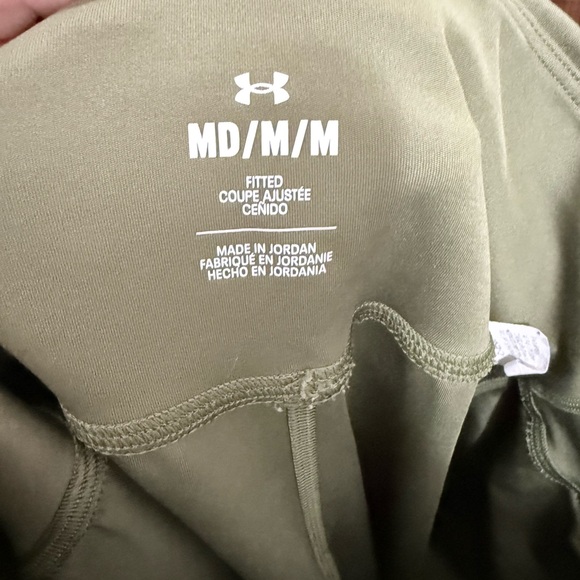 MD/M/M
FITTED
COUPE AJUSTÉE
CEÑIDO
MADE IN JORDAN
FABRIQUÉ EN JORDANIE
HECHO EN JORDANIA